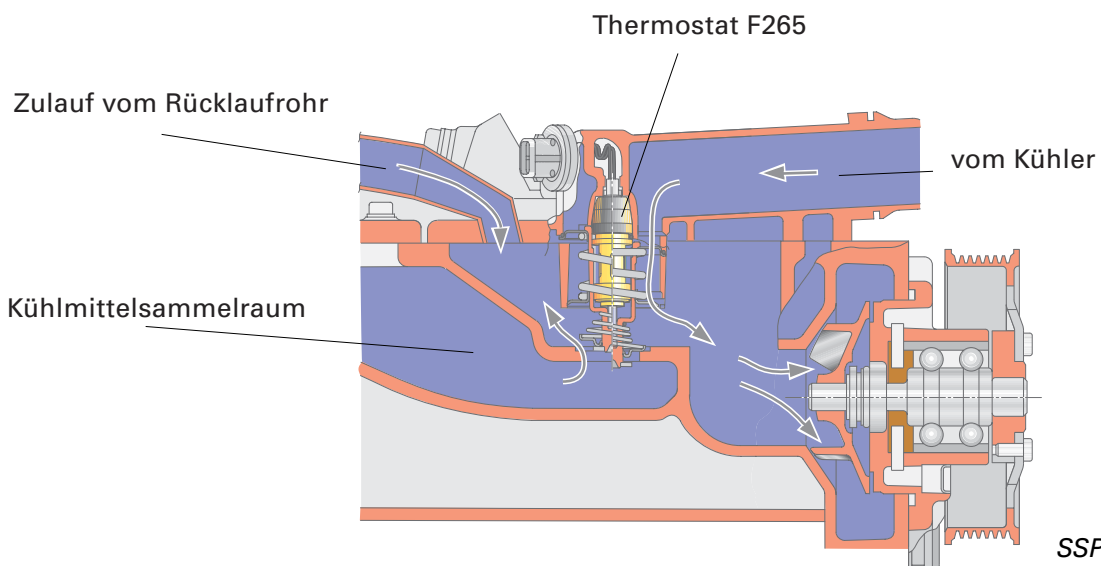 Thermostat F265
Zulauf vom Rücklaufrohr
vom Kühler
Kühlmittelsammelraum
SSP